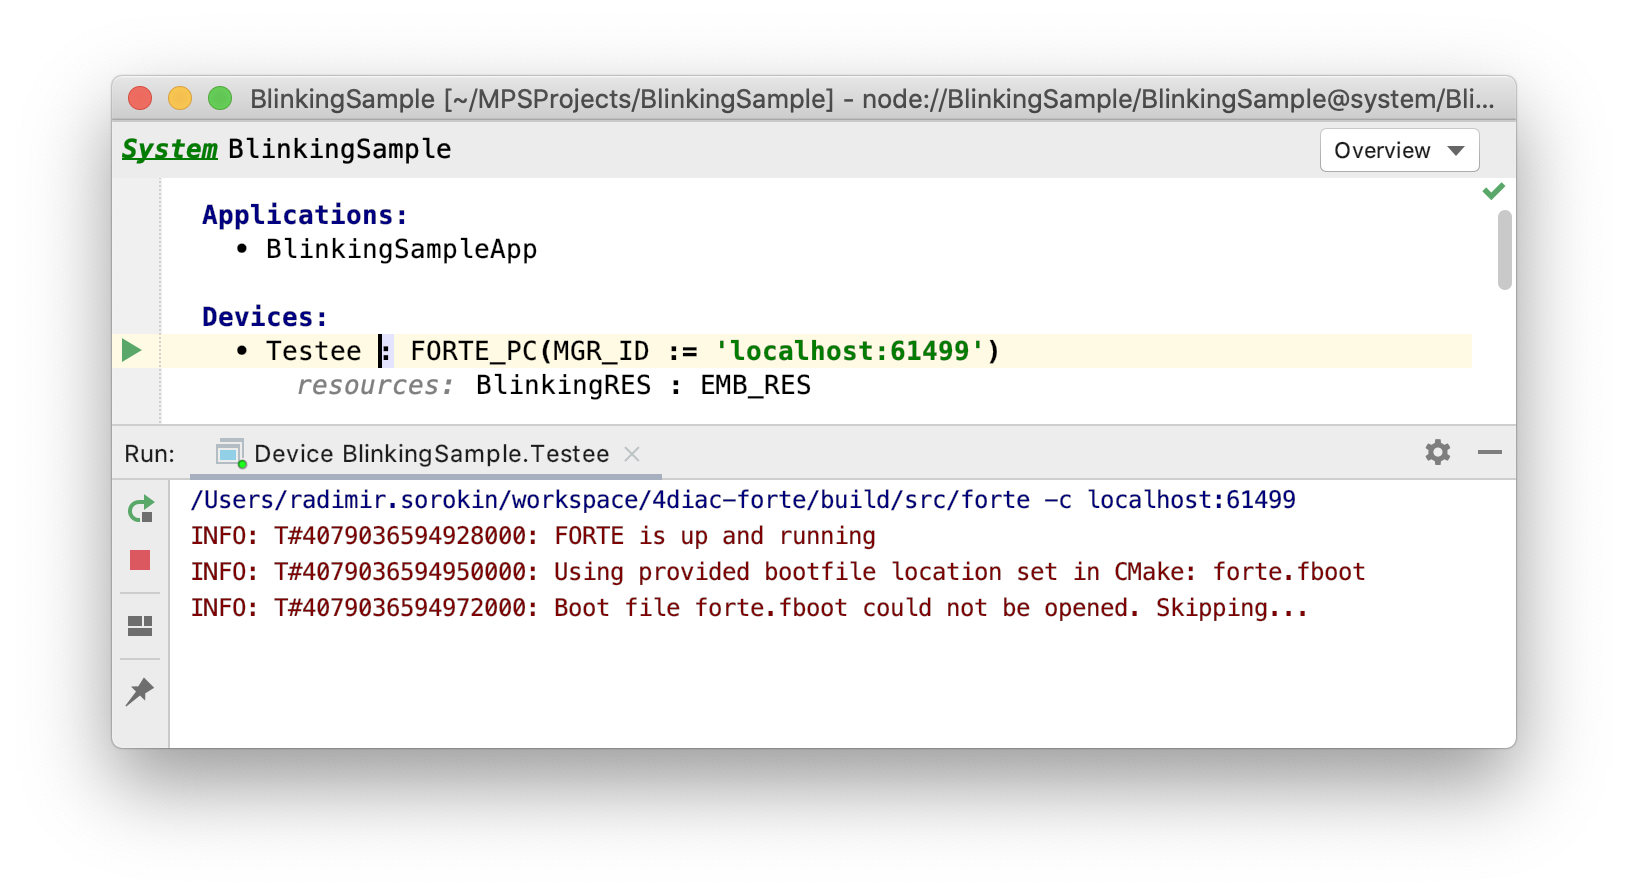 BlinkingSample [~/MPSProjects/BlinkingSample] - node://BlinkingSample/BlinkingSample@system/Bli...
System BlinkingSample
Overview
Applications:
• BlinkingSampleApp
Devices:
• Testee : FORTE_PC(MGR_ID := 'localhost:61499')
resources: BlinkingRES : EMB_RES
Run: Device BlinkingSample.Testee
/Users/radimir.sorokin/workspace/4diac-forte/build/src/forte -c localhost:61499
INFO: T#4079036594928000: FORTE is up and running
INFO: T#4079036594950000: Using provided bootfile location set in CMake: forte.fboot
INFO: T#4079036594972000: Boot file forte.fboot could not be opened. Skipping...